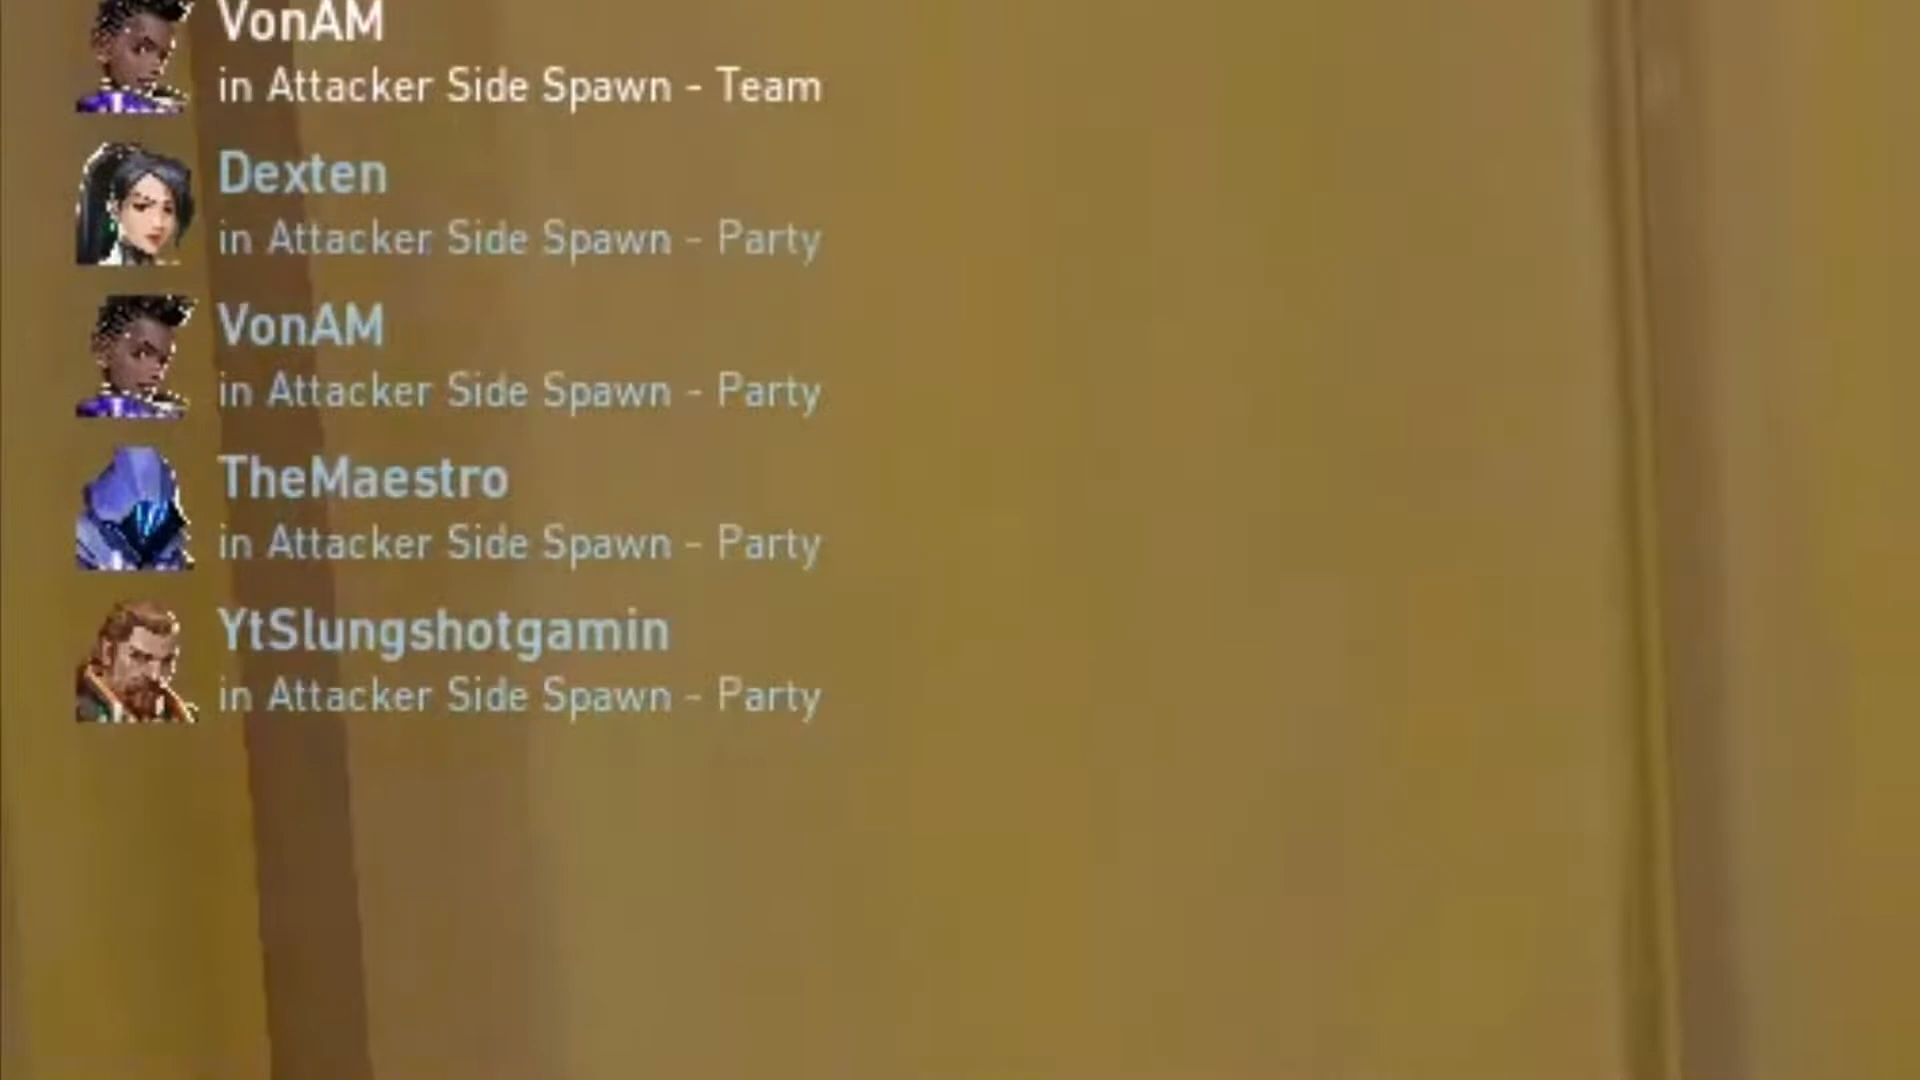 VonAM
in Attacker Side Spawn - Team
Dexten
in Attacker Side Spawn - Party
VonAM
in Attacker Side Spawn - Party
TheMaestro
in Attacker Side Spawn - Party
YtSlungshotgamin
in Attacker Side Spawn - Party